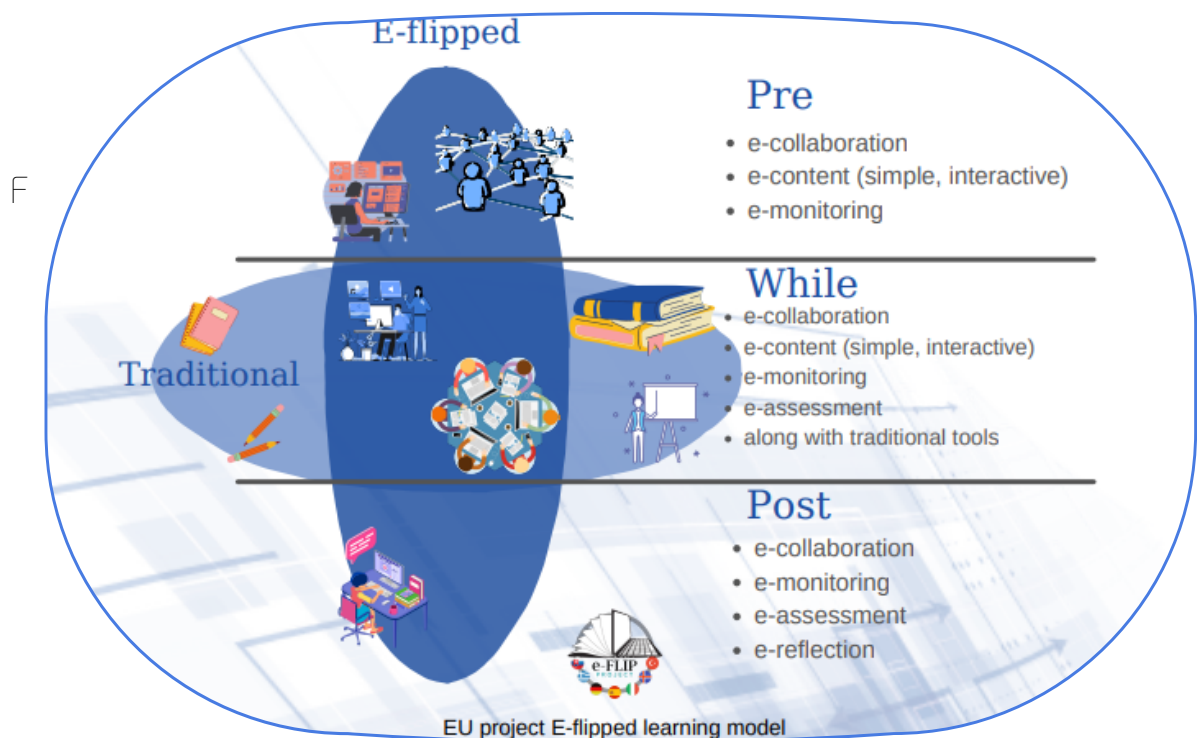 E-flipped
Pre
• e-collaboration
• e-content (simple, interactive)
• e-monitoring
F
While
• e-collaboration
• e-content (simple, interactive)
• e-monitoring
• e-assessment
• along with traditional tools
Traditional
Post
• e-collaboration
• e-monitoring
• e-assessment
• e-reflection
e-FLIP
PROJECT
EU project E-flipped learning model